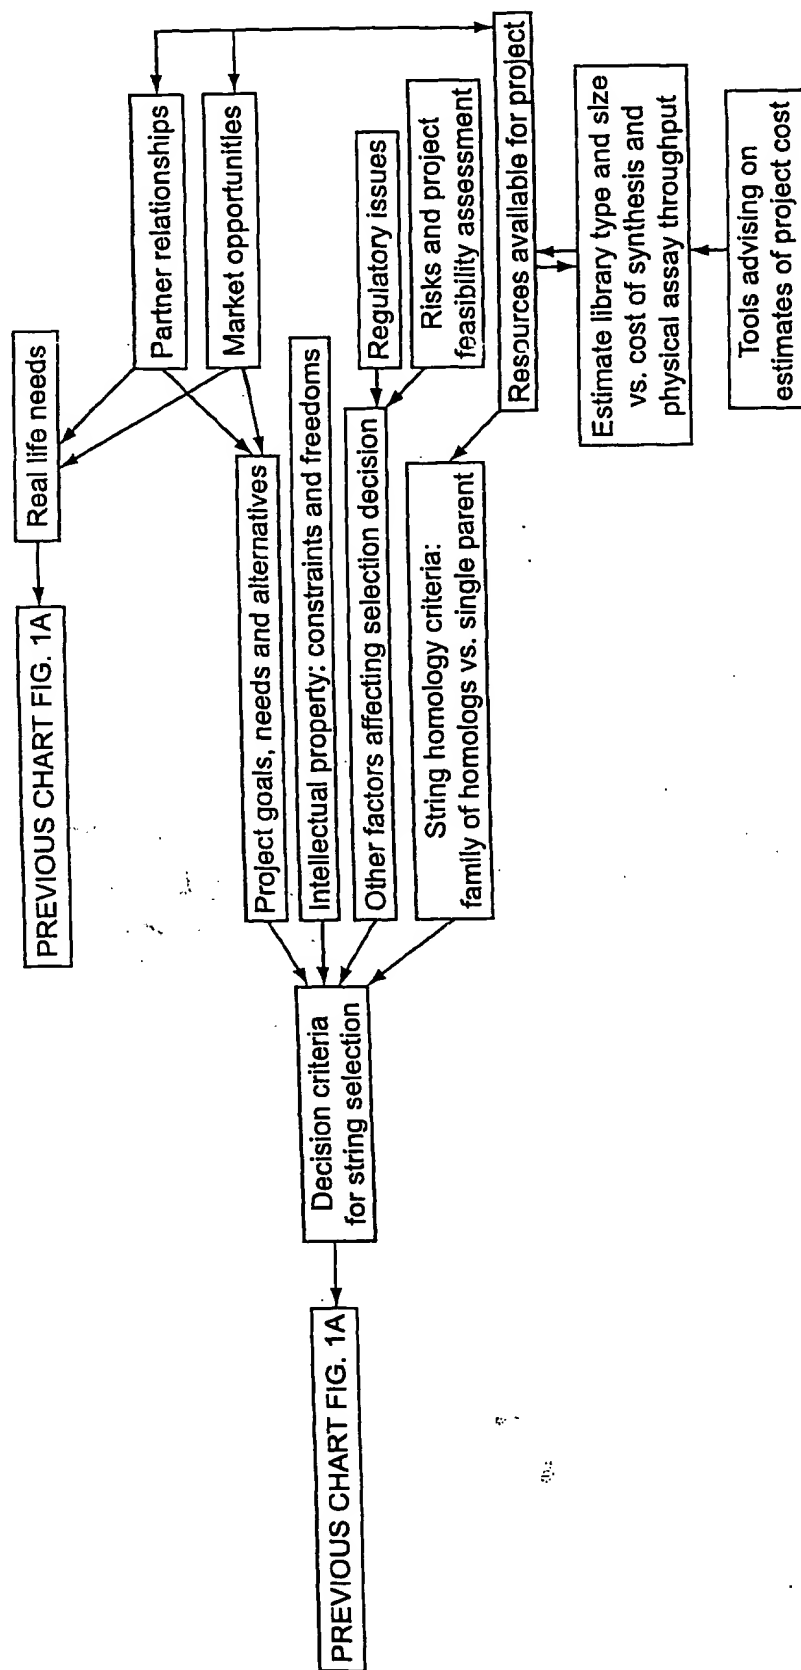 PREVIOUS CHART FIG. 1A
Real life needs
Partner relationships
Market opportunities
Project goals, needs and alternatives
Intellectual property: constraints and freedoms
Regulatory issues
Other factors affecting selection decision
Risks and project
feasibility assessment
String homology criteria:
family of homologs vs. single parent
Resources available for project
Estimate library type and size
vs. cost of synthesis and
physical assay throughput
Tools advising on
estimates of project cost
Decision criteria
for string selection
PREVIOUS CHART FIG. 1A